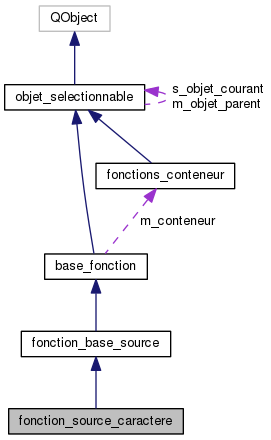 QObject
s_objet_courant
m_objet_parent
objet_selectionnable
fonctions_conteneur
m_conteneur
base_fonction
fonction_base_source
fonction_source_caractere